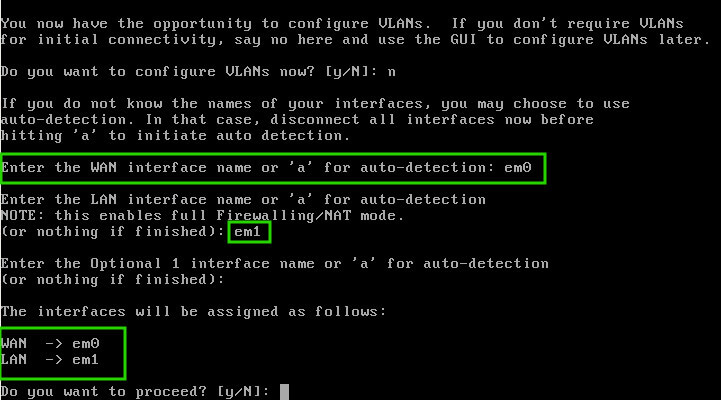 You now have the opportunity to configure VLANs.  If you don't require VLANs
for initial connectivity, say no here and use the GUI to configure VLANs later.
Do you want to configure VLANs now? [y/N]: n
If you do not know the names of your interfaces, you may choose to use
auto-detection. In that case, disconnect all interfaces now before
hitting 'a' to initiate auto detection.
Enter the WAN interface name or 'a' for auto-detection: em0
Enter the LAN interface name or 'a' for auto-detection
NOTE: this enables full Firewalling/NAT mode.
(or nothing if finished): em1
Enter the Optional 1 interface name or 'a' for auto-detection
(or nothing if finished):
The interfaces will be assigned as follows:
WAN  -> em0
LAN  -> em1
Do you want to proceed? [y/N]: